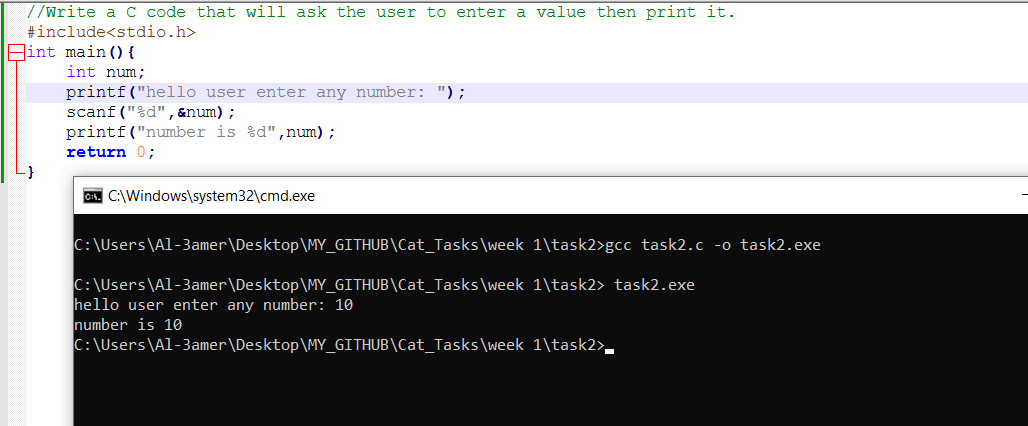 //Write a C code that will ask the user to enter a value then print it.
#include<stdio.h>
int main(){
    int num;
    printf("hello user enter any number: ");
    scanf("%d",&num);
    printf("number is %d",num);
    return 0;
}
C:\Windows\system32\cmd.exe
C:\Users\Al-3amer\Desktop\MY_GITHUB\Cat_Tasks\week 1\task2>gcc task2.c -o task2.exe
C:\Users\Al-3amer\Desktop\MY_GITHUB\Cat_Tasks\week 1\task2> task2.exe
hello user enter any number: 10
number is 10
C:\Users\Al-3amer\Desktop\MY_GITHUB\Cat_Tasks\week 1\task2>